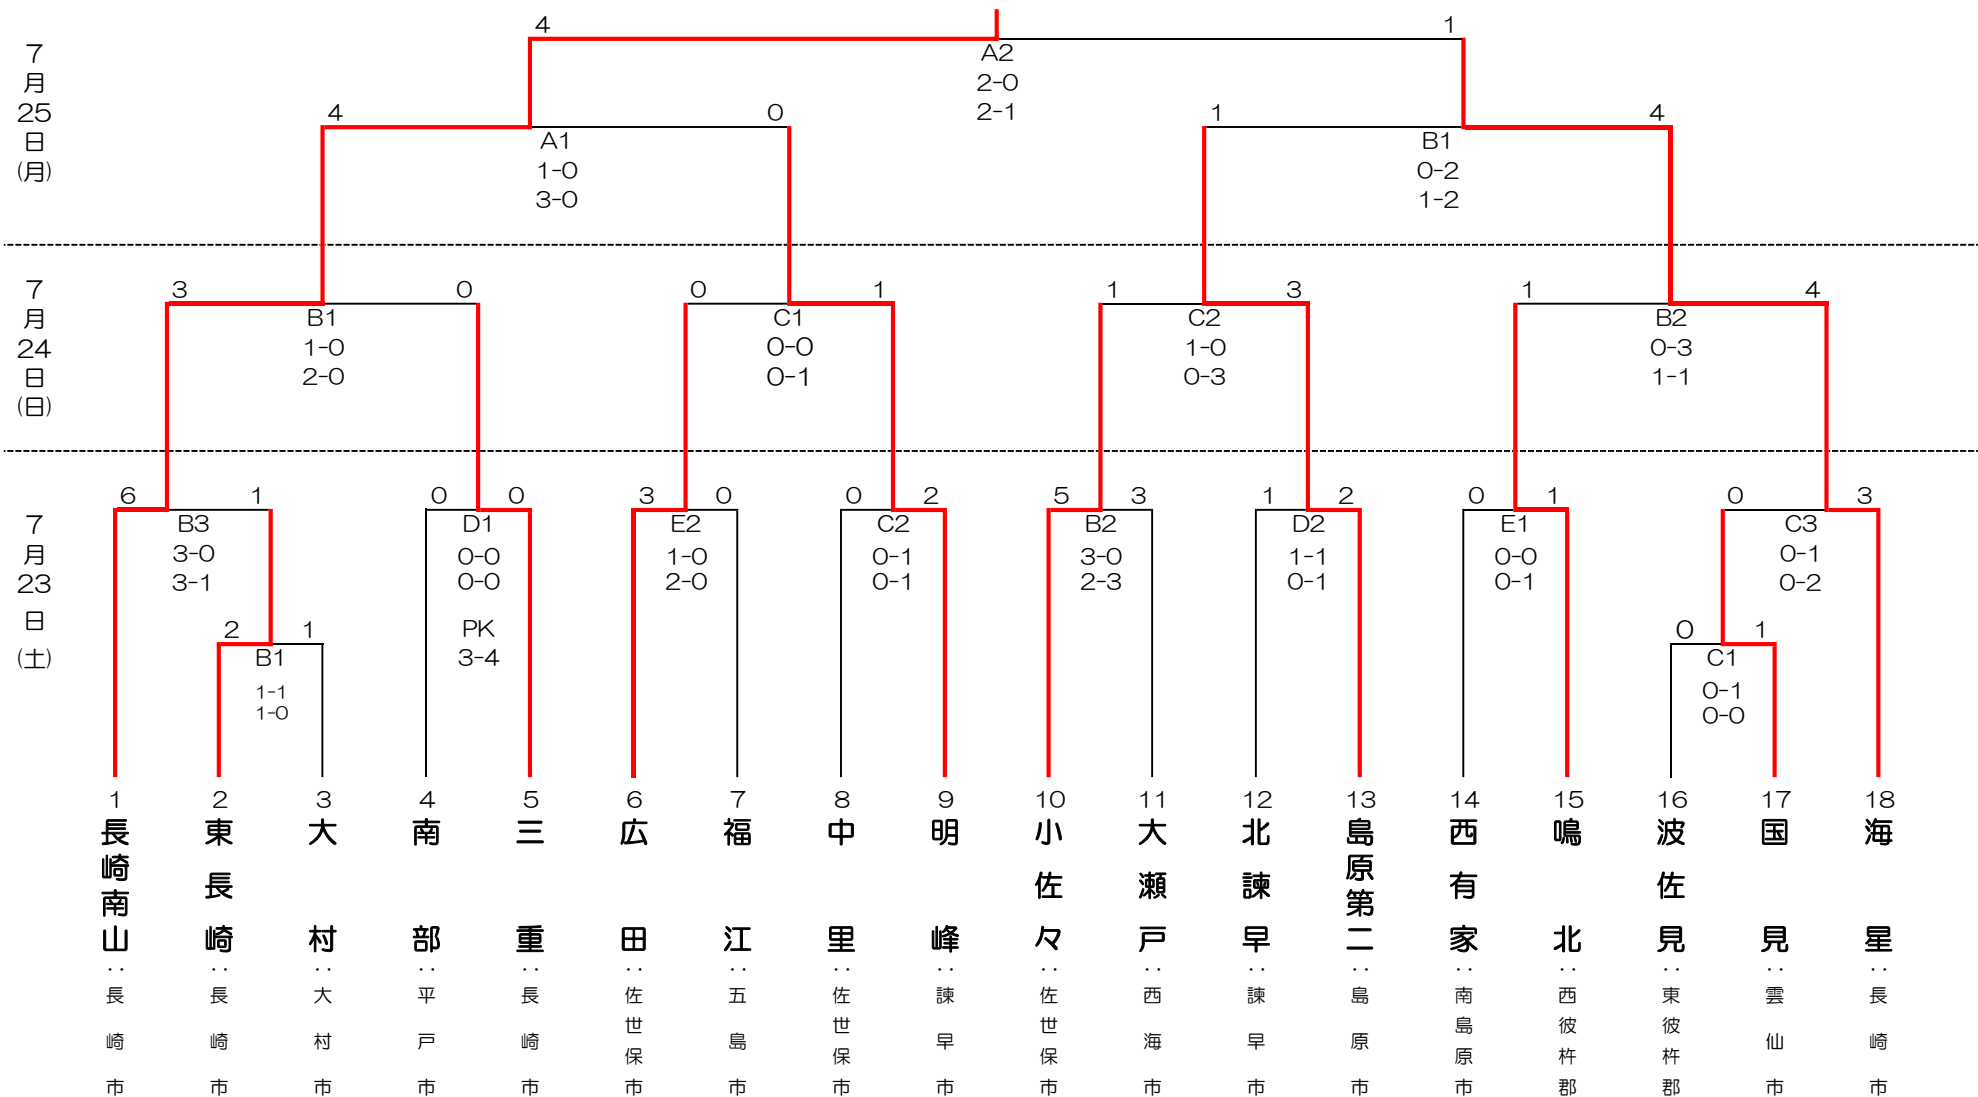 4 1
A2
2-0
2-1
7月25日(月)
4 0 1 4
A1 B1
1-0 0-2
3-0 1-2
7月24日(日)
3 0 0 1 1 3 1 4
B1 C1 C2 B2
1-0 0-0 1-0 0-3
2-0 0-1 0-3 1-1
7月23日(土)
6 1 0 0 3 0 0 2 5 3 1 2 0 1 0 3
B3 D1 E2 C2 B2 D2 E1 C3
3-0 0-0 1-0 0-1 3-0 1-1 0-0 0-1
3-1 0-0 2-0 0-1 2-3 0-1 0-1 0-2
PK
3-4
2 1 0 1
B1 C1
1-1 0-1
1-0 0-0
1 長崎南山:長崎市
2 東長崎:長崎市
3 大村:大村市
4 南部:平戸市
5 三重:長崎市
6 広田:佐世保市
7 福江:五島市
8 中里:佐世保市
9 明峰:諫早市
10 小佐々:佐世保市
11 大瀬戸:西海市
12 北諫早:諫早市
13 島原第二:島原市
14 西有家:南島原市
15 鳴北:西彼杵郡
16 波佐見:東彼杵郡
17 国見:雲仙市
18 海星:長崎市